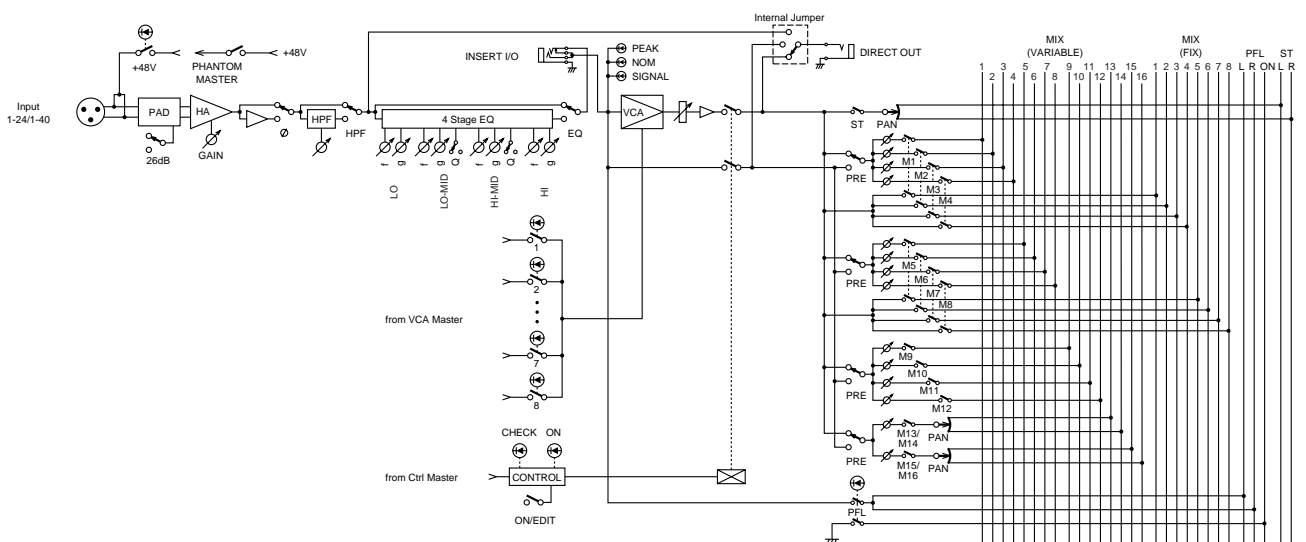 Internal Jumper
MIX
(VARIABLE)
MIX
(FIX)
PFL
ST
INSERT I/O
PEAK
NOM
SIGNAL
DIRECT OUT
+48V
+48V
PHANTOM
MASTER
1 2 3 4 5 6 7 8 9 10 11 12 13 14 15 16 1 2 3 4 5 6 7 8 L R ON L R
Input
1-24/1-40
PAD
HA
Ø
HPF
HPF
4 Stage EQ
EQ
VCA
ST
PAN
26dB
GAIN
f g f g Q f g Q f g
LO
LO-MID
HI-MID
HI
PRE
M1
M2
M3
M4
1
2
from VCA Master
7
8
PRE
M5
M6
M7
M8
PRE
M9
M10
M11
M12
PRE
M13/
M14
PAN
M15/
M16
PAN
CHECK ON
from Ctrl Master
CONTROL
ON/EDIT
PFL